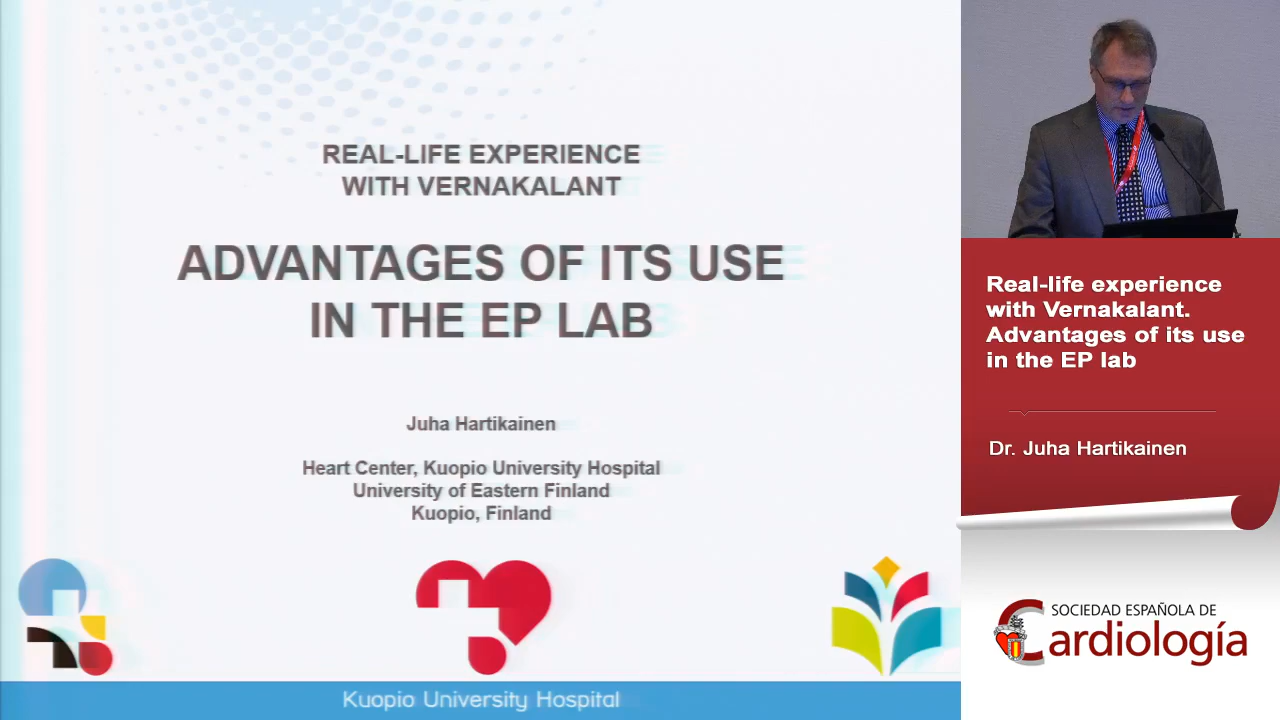 REAL-LIFE EXPERIENCE
WITH VERNAKALANT
ADVANTAGES OF ITS USE
IN THE EP LAB
Juha Hartikainen
Heart Center, Kuopio University Hospital
University of Eastern Finland
Kuopio, Finland
Kuopio University Hospital
Real-life experience
with Vernakalant.
Advantages of its use
in the EP lab
Dr. Juha Hartikainen
SOCIEDAD ESPAÑOLA DE
Cardiología